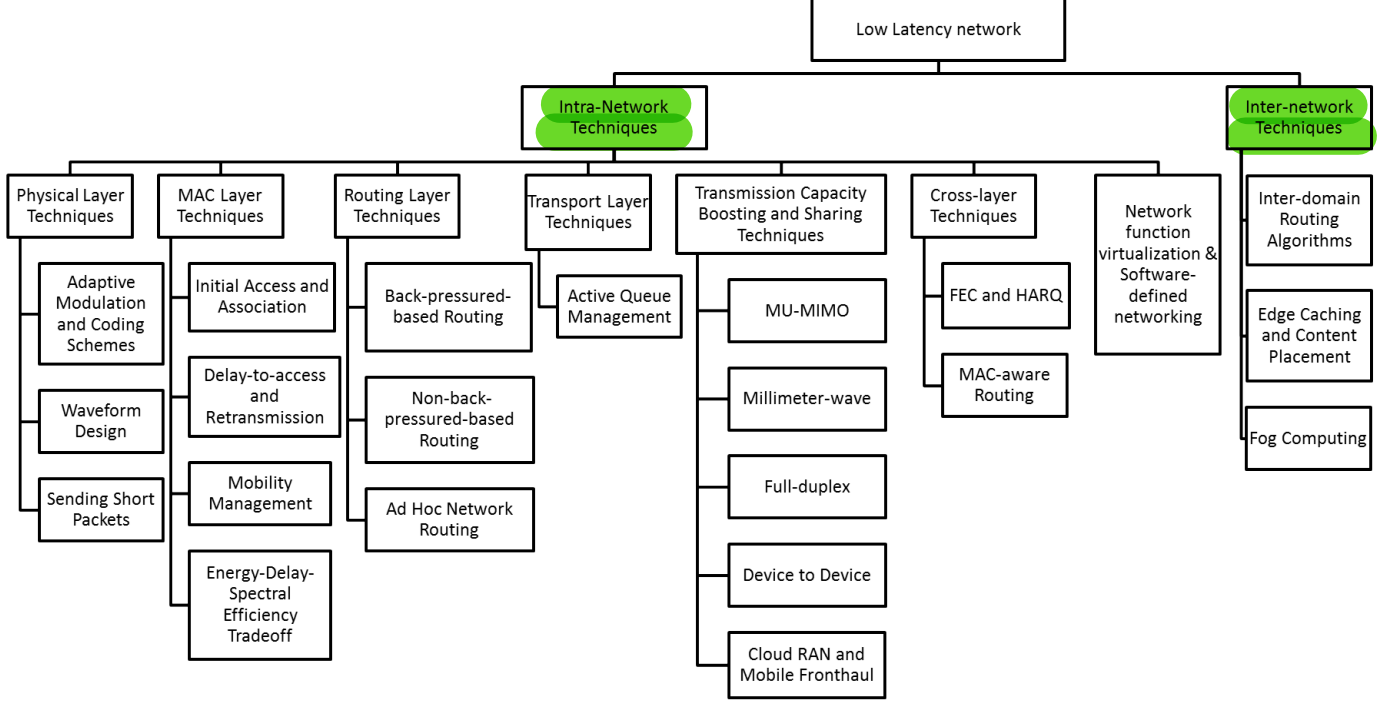 Low Latency network
Intra-Network
Techniques
Inter-network
Techniques
Physical Layer
Techniques
Adaptive
Modulation
and Coding
Schemes
Waveform
Design
Sending Short
Packets
MAC Layer
Techniques
Initial Access and
Association
Delay-to-access
and
Retransmission
Mobility
Management
Energy-Delay-
Spectral
Efficiency
Tradeoff
Routing Layer
Techniques
Back-pressured-
based Routing
Non-back-
pressured-based
Routing
Ad Hoc Network
Routing
Transport Layer
Techniques
Active Queue
Management
Transmission Capacity
Boosting and Sharing
Techniques
MU-MIMO
Millimeter-wave
Full-duplex
Device to Device
Cloud RAN and
Mobile Fronthaul
Cross-layer
Techniques
FEC and HARQ
MAC-aware
Routing
Network
function
virtualization &
Software-
defined
networking
Inter-domain
Routing
Algorithms
Edge Caching
and Content
Placement
Fog Computing